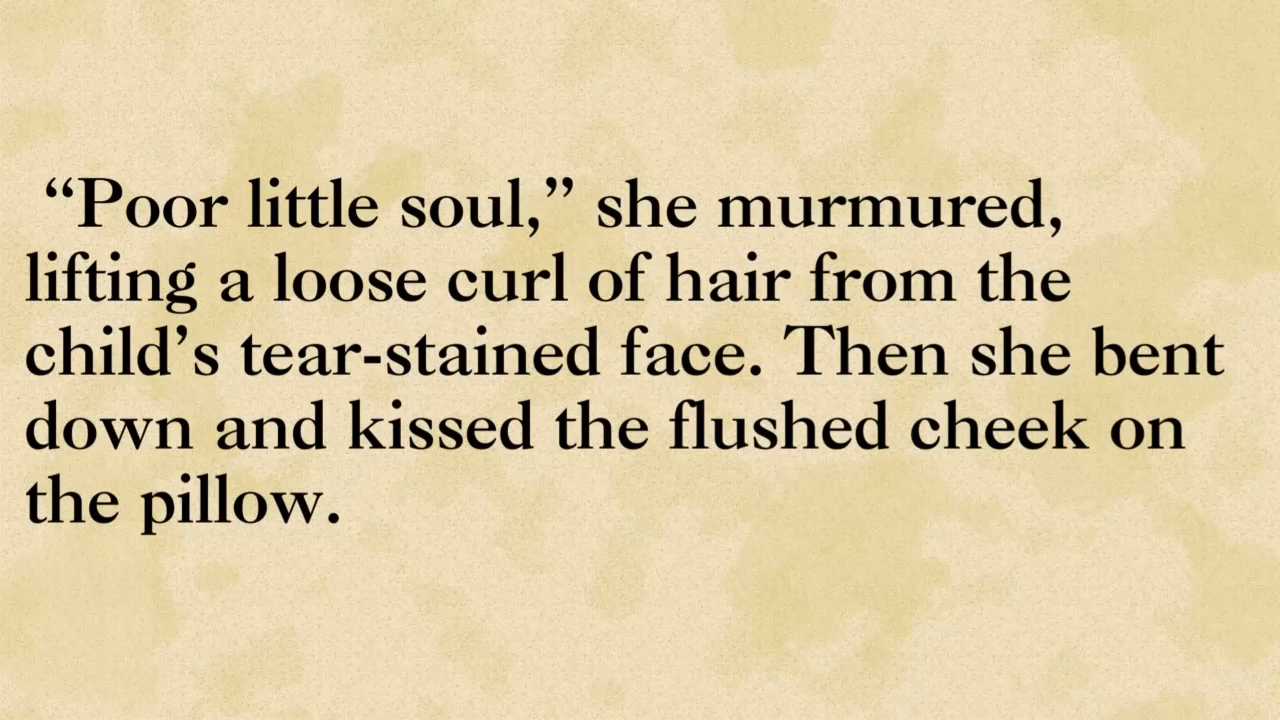 “Poor little soul,” she murmured,
lifting a loose curl of hair from the
child’s tear-stained face. Then she bent
down and kissed the flushed cheek on
the pillow.